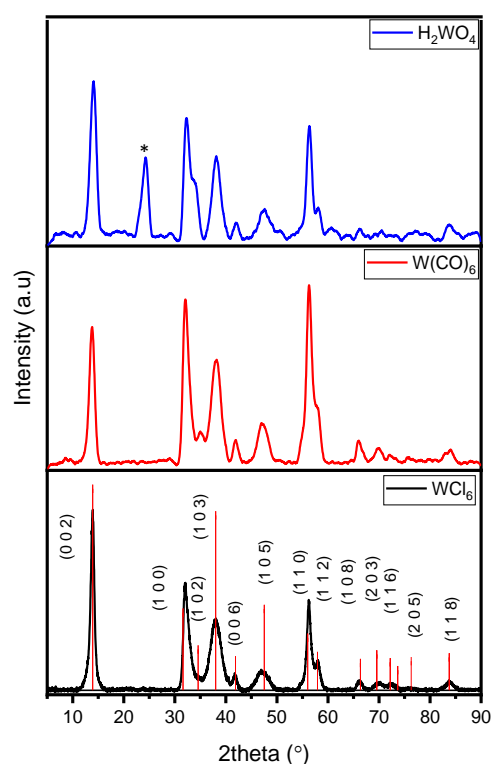 H₂WO₄
*
W(CO)₆
WCl₆
Intensity (a.u)
(0 0 2)
(1 0 0)
(1 0 2)
(1 0 3)
(0 0 6)
(1 0 5)
(1 1 0)
(1 1 2)
(1 0 8)
(2 0 3)
(1 1 6)
(2 0 5)
(1 1 8)
10 20 30 40 50 60 70 80 90
2theta (°)